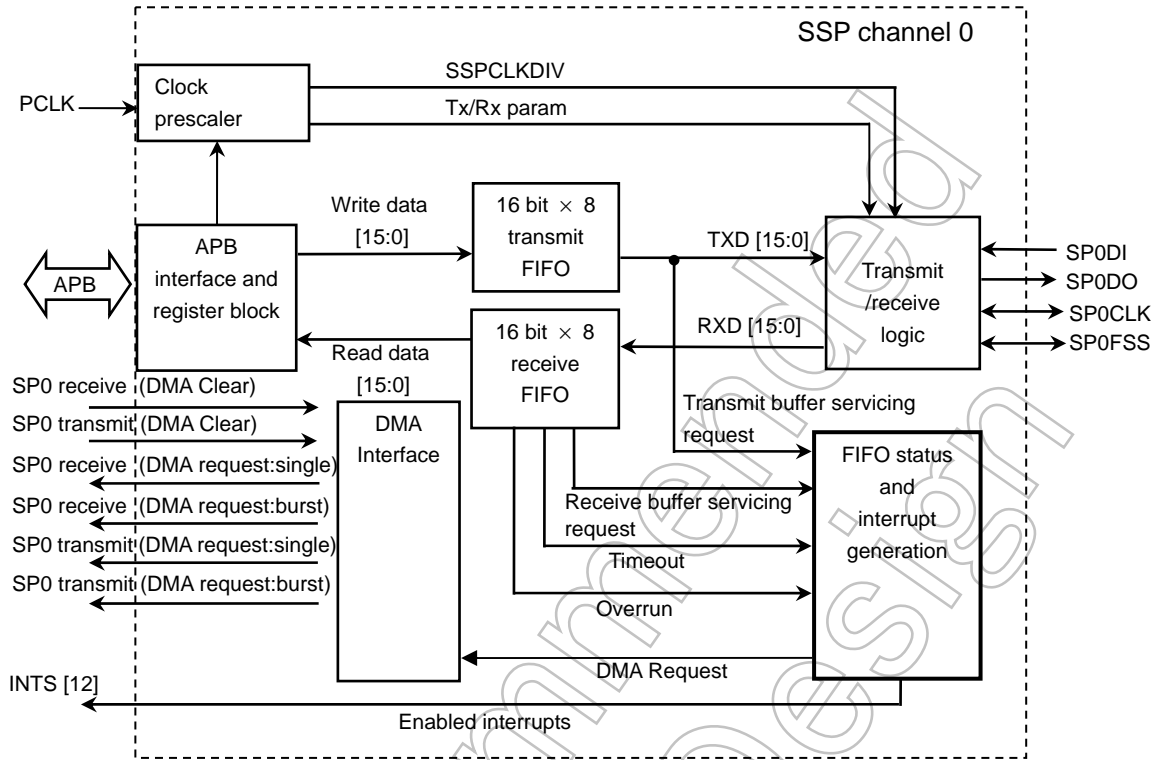 SSP channel 0
Clock
prescaler
SSPCLKDIV
PCLK
Tx/Rx param
Write data
[15:0]
16 bit × 8
transmit
FIFO
TXD [15:0]
APB
interface and
register block
APB
Transmit
/receive
logic
SP0DI
SP0DO
SP0CLK
SP0FSS
16 bit × 8
receive
FIFO
RXD [15:0]
Read data
[15:0]
SP0 receive (DMA Clear)
SP0 transmit (DMA Clear)
SP0 receive (DMA request:single)
SP0 receive (DMA request:burst)
SP0 transmit(DMA request:single)
SP0 transmit (DMA request:burst)
DMA
Interface
Transmit buffer servicing
request
Receive buffer servicing
request
Timeout
Overrun
FIFO status
and
interrupt
generation
DMA Request
INTS [12]
Enabled interrupts
mmended
Design